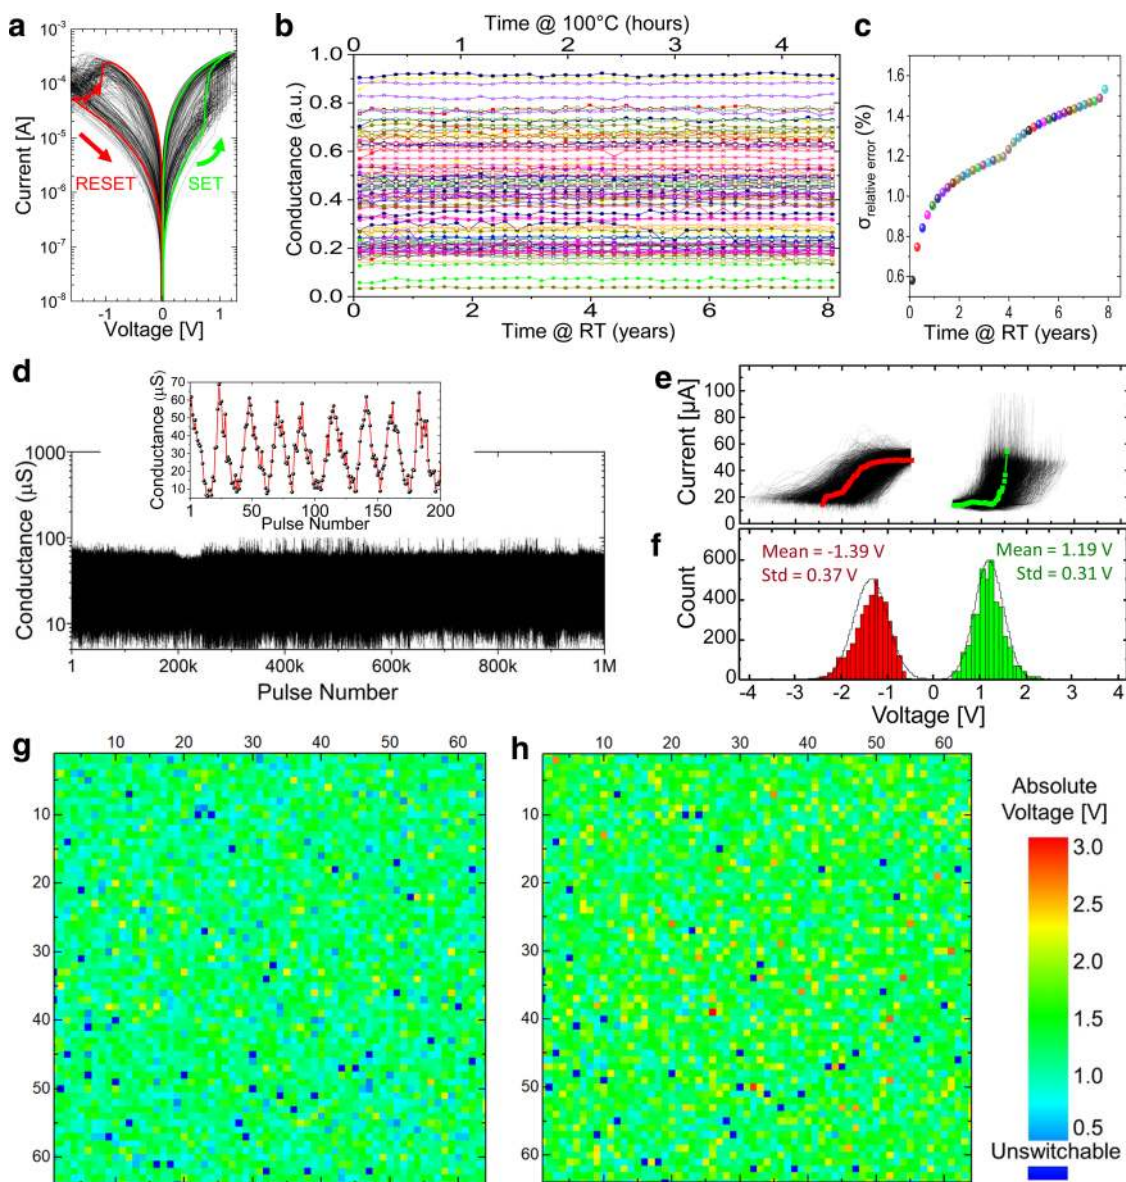 a
10⁻³
10⁻⁴
10⁻⁵
10⁻⁶
10⁻⁷
10⁻⁸
Current [A]
RESET
SET
-1 0 1
Voltage [V]
b
Time @ 100°C (hours)
0 1 2 3 4
1.0
0.8
0.6
0.4
0.2
0.0
Conductance (a.u.)
0 2 4 6 8
Time @ RT (years)
c
1.6
1.4
1.2
1.0
0.8
0.6
σrelative error (%)
0 2 4 6 8
Time @ RT (years)
d
70
60
50
40
30
20
10
Conductance (µS)
1 50 100 150 200
Pulse Number
1000
100
10
Conductance (µS)
1 200k 400k 600k 800k 1M
Pulse Number
e
100
80
60
40
20
0
Current [µA]
f
Mean = -1.39 V
Std = 0.37 V
Mean = 1.19 V
Std = 0.31 V
600
400
200
0
Count
-4 -3 -2 -1 0 1 2 3 4
Voltage [V]
g
10 20 30 40 50 60
10
20
30
40
50
60
h
10 20 30 40 50 60
10
20
30
40
50
60
Absolute
Voltage [V]
3.0
2.5
2.0
1.5
1.0
0.5
Unswitchable